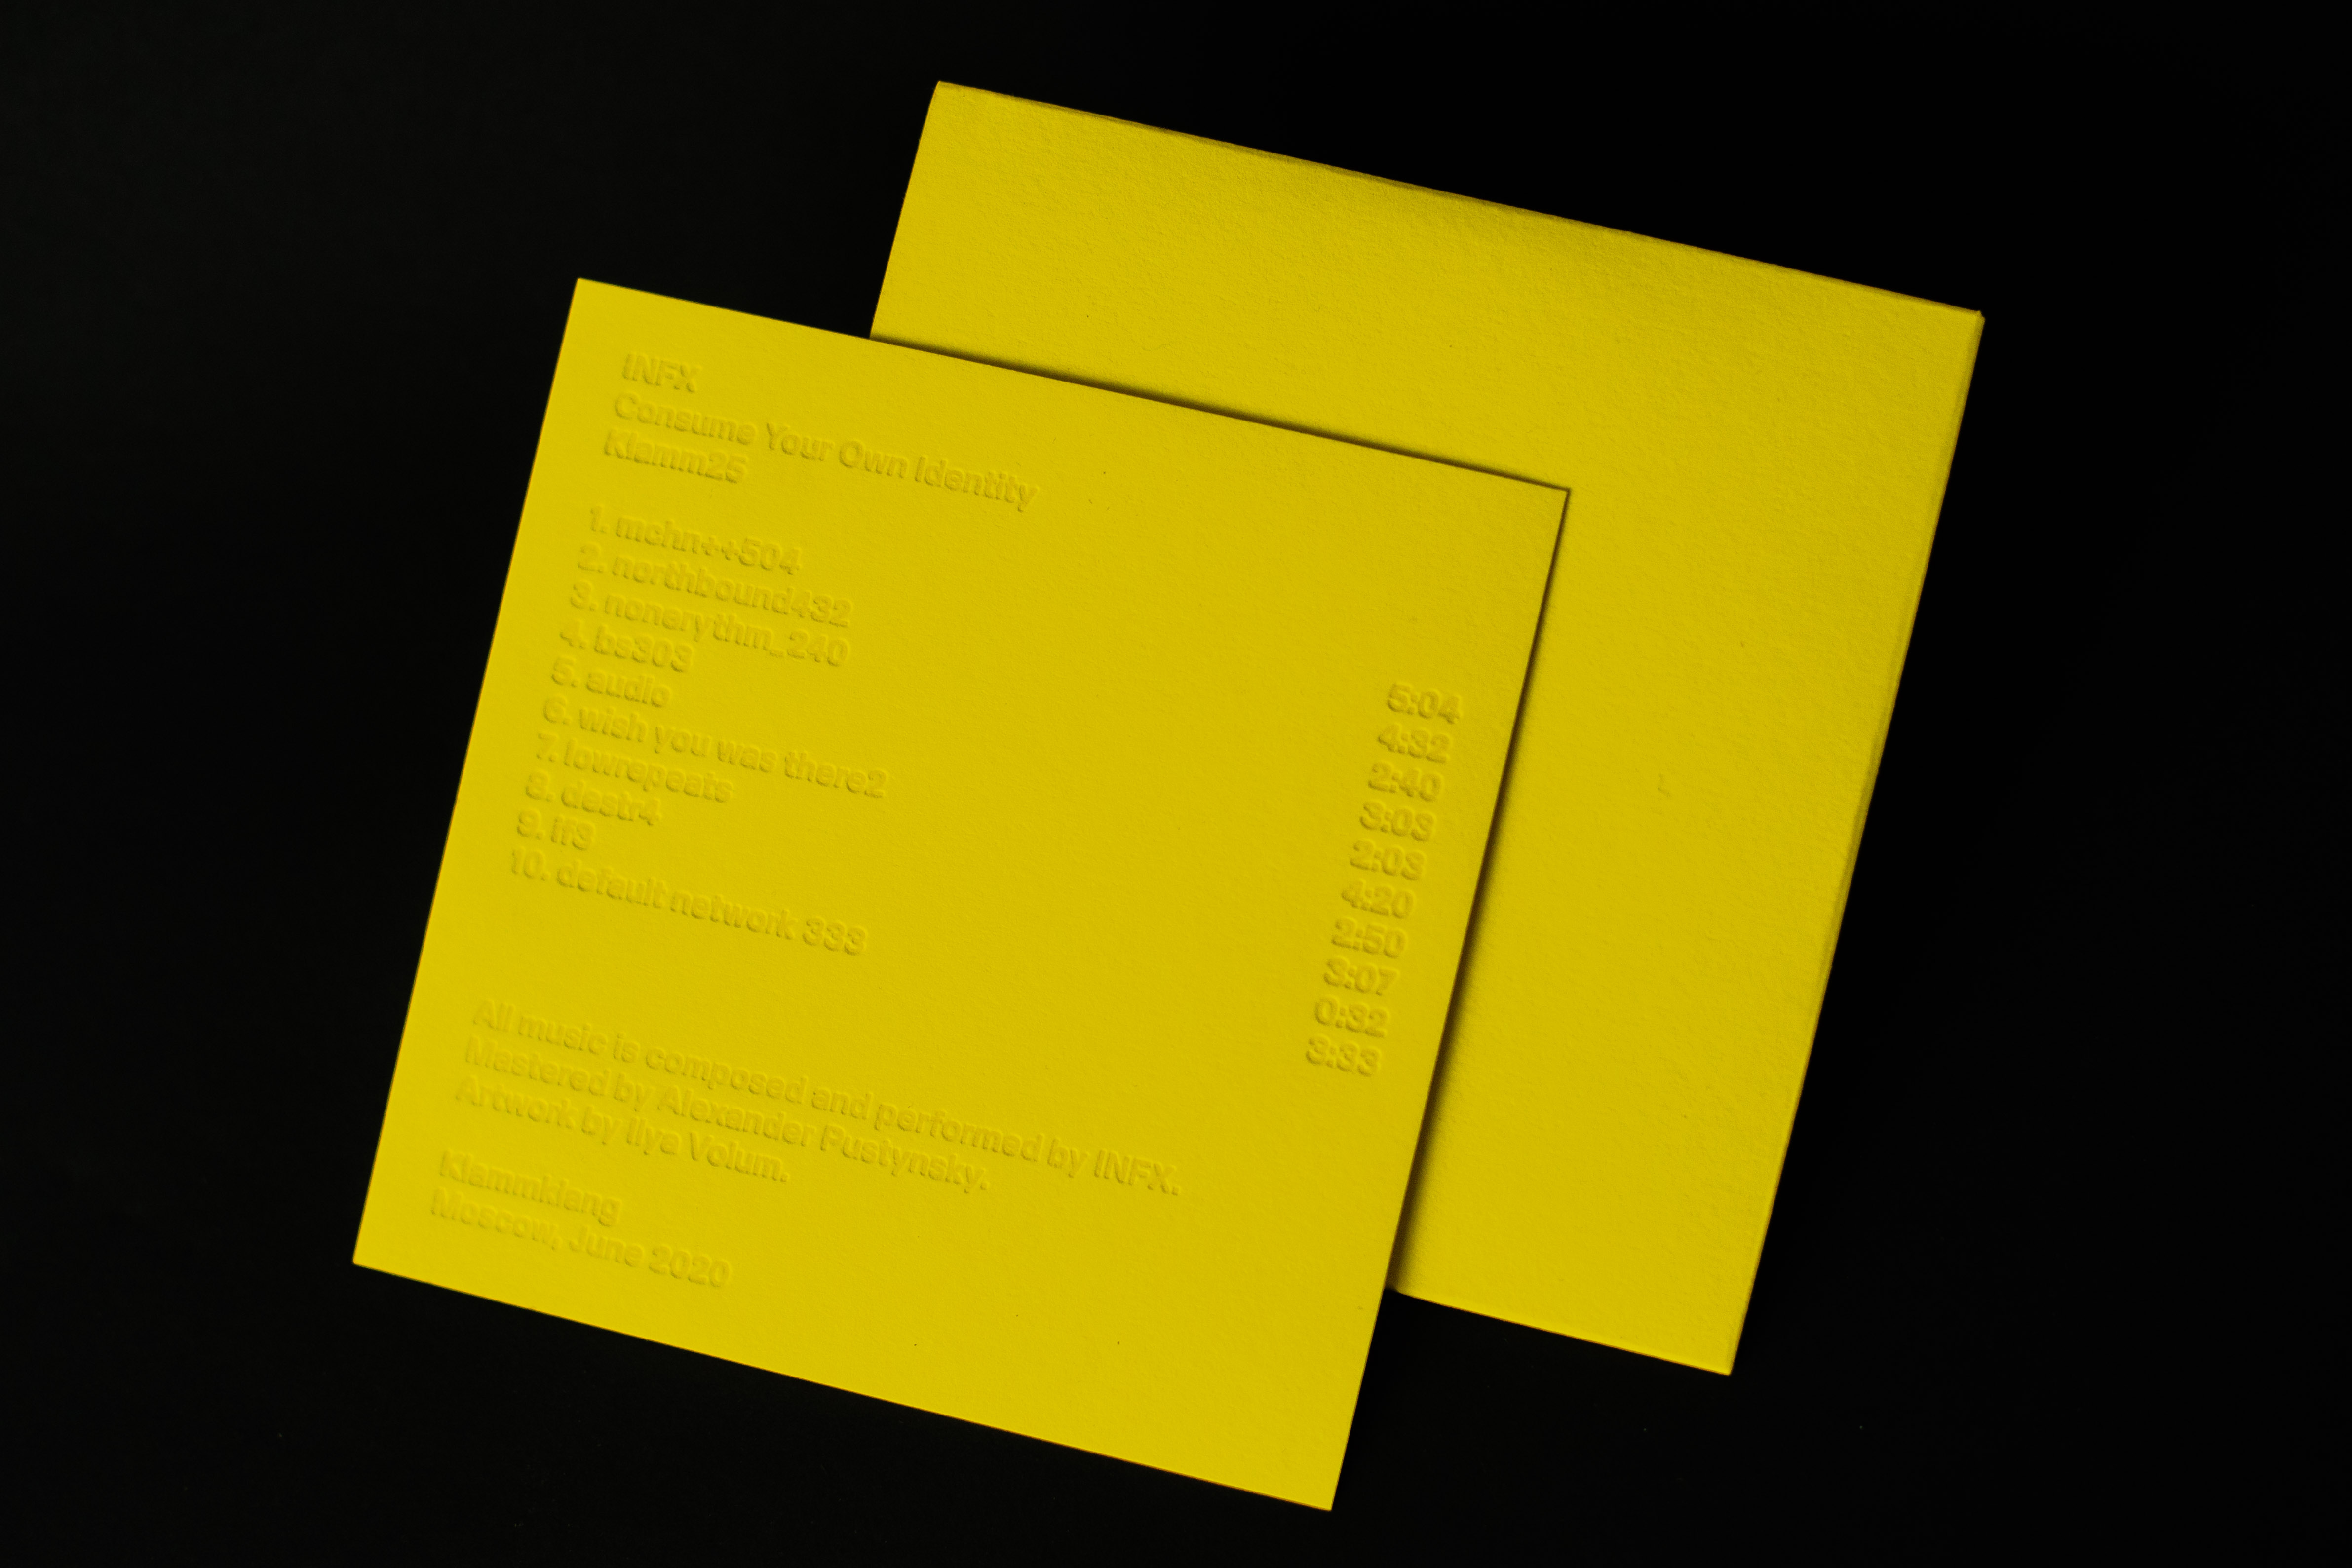 INFX
Consume Your Own Identity
Klamm25
1. mchn++504 5:04
2. northbound432 4:32
3. nonerythm_240 2:40
4. bs303 3:03
5. audio 2:03
6. wish you was there2 4:20
7. lowrepeats 2:50
8. destr4 3:07
9. lf3 0:32
10. default network 333 3:33
All music is composed and performed by INFX.
Mastered by Alexander Pustynsky.
Artwork by Ilya Volum.
Klammklang
Moscow, June 2020